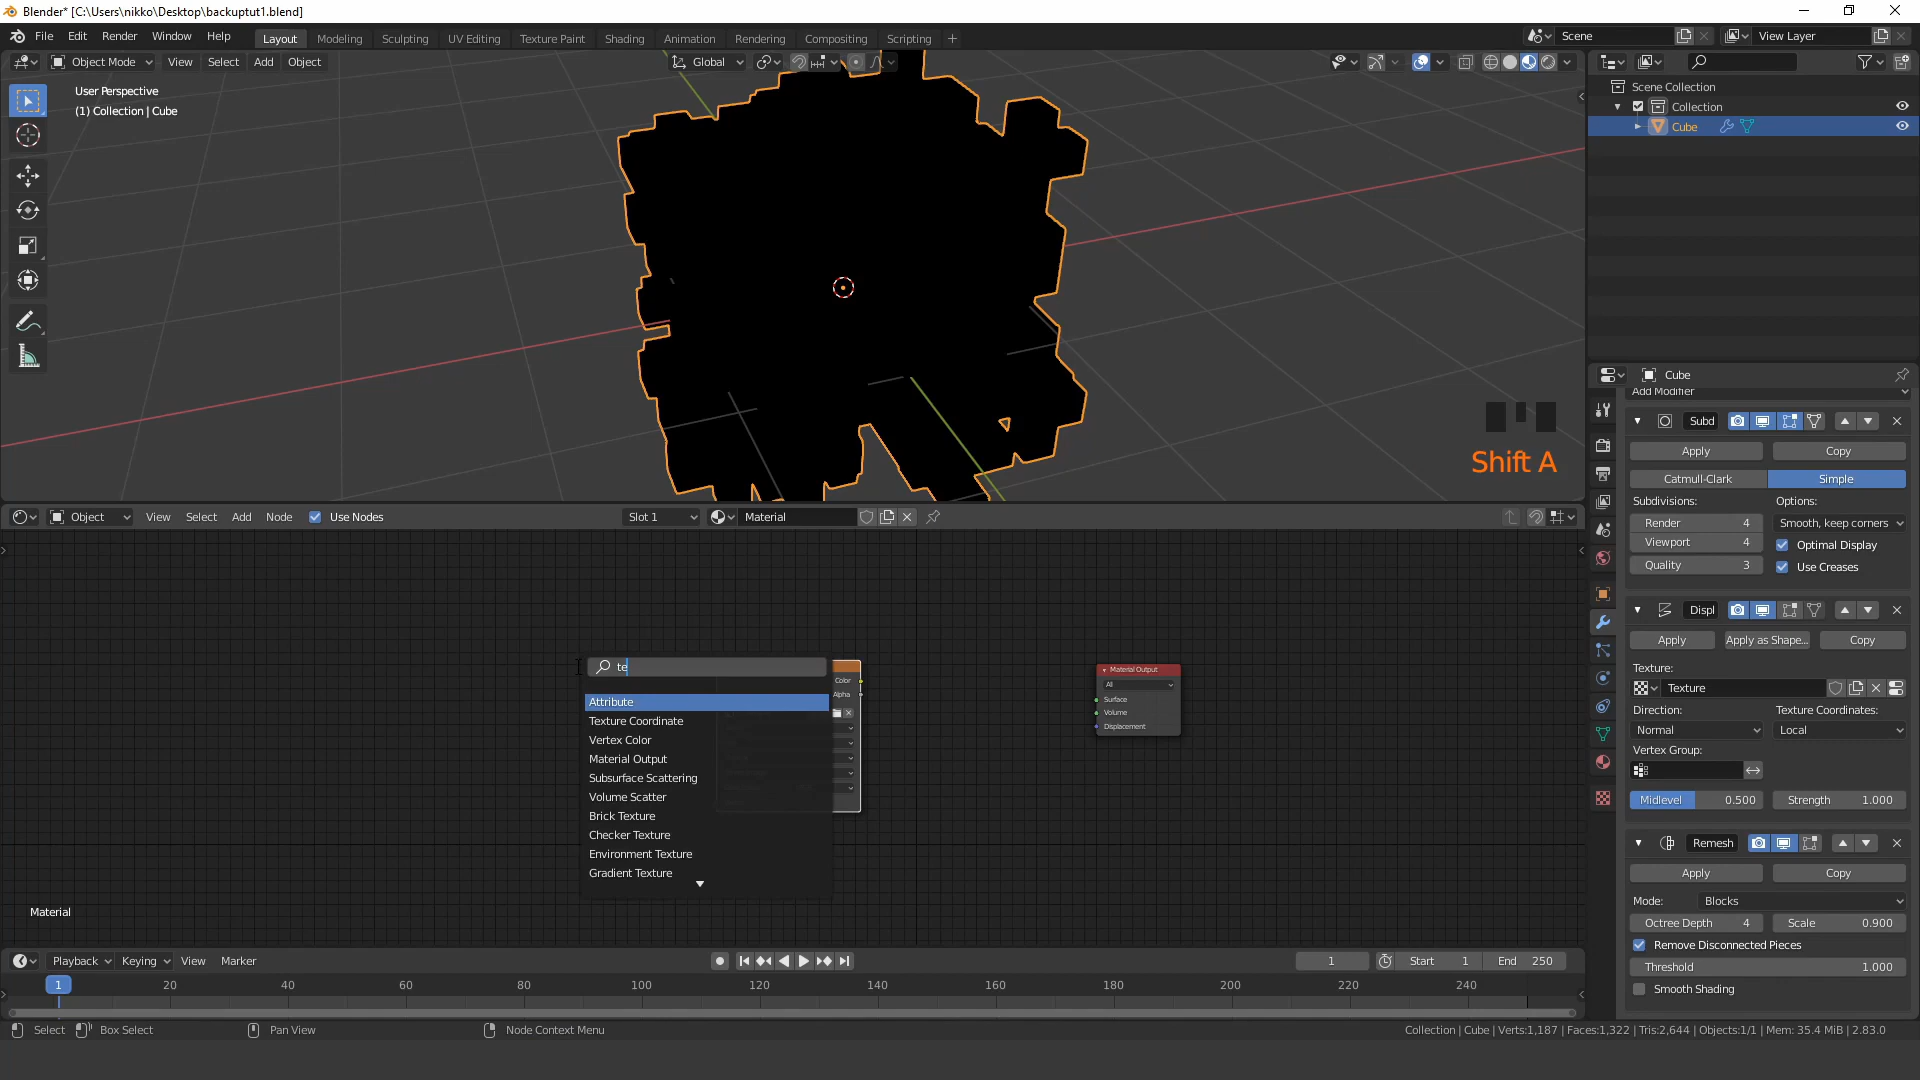 Blender* [C:\Users\nikko\Desktop\backuptut1.blend]
File Edit Render Window Help Layout Modeling Sculpting UV Editing Texture Paint Shading Animation Rendering Compositing Scripting + Scene View Layer
Object Mode View Select Add Object Global
User Perspective
(1) Collection | Cube
Scene Collection
Collection
Cube
Shift A
Cube
Add Modifier
Subd
Apply Copy
Catmull-Clark Simple
Subdivisions: Options:
Render 4 Smooth, keep corners
Viewport 4 Optimal Display
Quality 3 Use Creases
Displ
Apply Apply as Shape... Copy
Texture:
Texture
Direction: Texture Coordinates:
Normal Local
Vertex Group:
Midlevel 0.500 Strength 1.000
Remesh
Apply Copy
Mode: Blocks
Octree Depth 4 Scale 0.900
Remove Disconnected Pieces
Threshold 1.000
Smooth Shading
Object View Select Add Node Use Nodes Slot 1 Material
te
Attribute
Texture Coordinate
Vertex Color
Material Output
Subsurface Scattering
Volume Scatter
Brick Texture
Checker Texture
Environment Texture
Gradient Texture
Color
Alpha
Material Output
All
Surface
Volume
Displacement
Material
Playback Keying View Marker 1 Start 1 End 250
1 20 40 60 80 100 120 140 160 180 200 220 240
Select Box Select Pan View Node Context Menu Collection | Cube | Verts:1,187 | Faces:1,322 | Tris:2,644 | Objects:1/1 | Mem: 35.4 MiB | 2.83.0